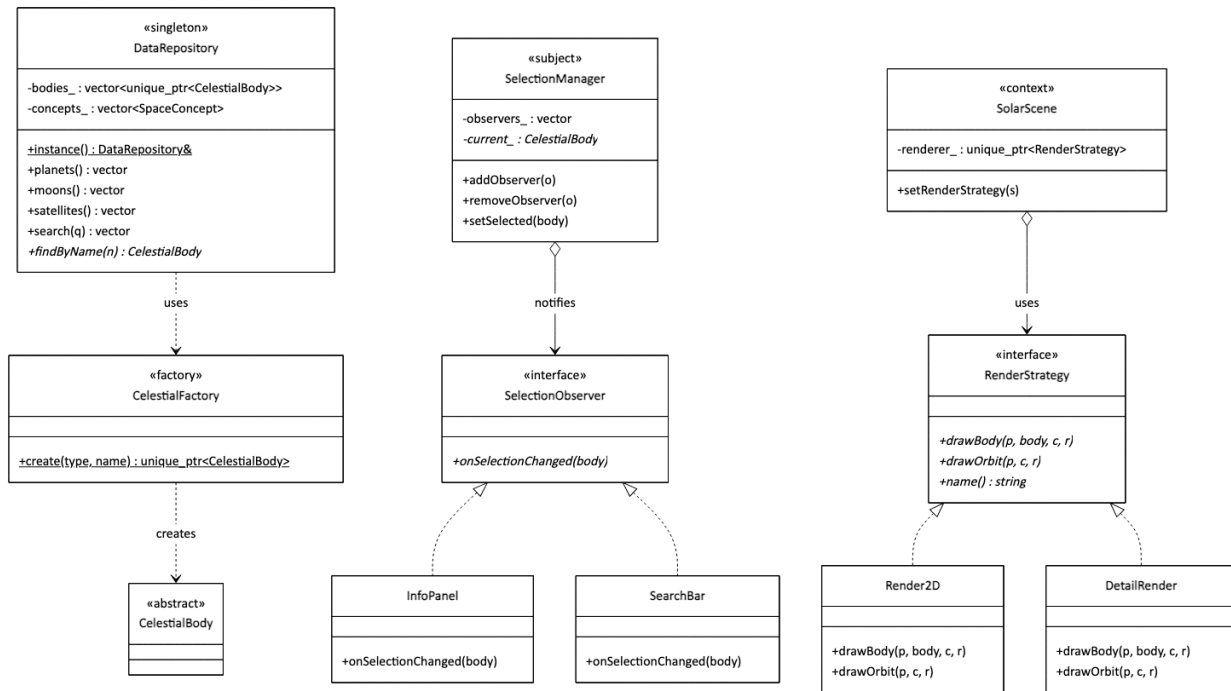 «singleton»
DataRepository
-bodies_ : vector<unique_ptr<CelestialBody>>
-concepts_ : vector<SpaceConcept>
+instance() : DataRepository&
+planets() : vector
+moons() : vector
+satellites() : vector
+search(q) : vector
+findByName(n) : CelestialBody
uses
«factory»
CelestialFactory
+create(type, name) : unique_ptr<CelestialBody>
creates
«abstract»
CelestialBody
«subject»
SelectionManager
-observers_ : vector
-current_ : CelestialBody
+addObserver(o)
+removeObserver(o)
+setSelected(body)
notifies
«interface»
SelectionObserver
+onSelectionChanged(body)
InfoPanel
+onSelectionChanged(body)
SearchBar
+onSelectionChanged(body)
«context»
SolarScene
-renderer_ : unique_ptr<RenderStrategy>
+setRenderStrategy(s)
uses
«interface»
RenderStrategy
+drawBody(p, body, c, r)
+drawOrbit(p, c, r)
+name() : string
Render2D
+drawBody(p, body, c, r)
+drawOrbit(p, c, r)
DetailRender
+drawBody(p, body, c, r)
+drawOrbit(p, c, r)